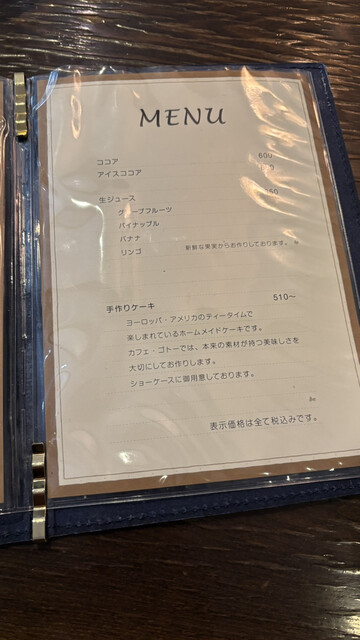 MENU
ココア 600
アイスココア
生ジュース
グレープフルーツ
パイナップル
バナナ
リンゴ 新鮮な果実からお作りしております。
手作りケーキ 510～
ヨーロッパ・アメリカのティータイムで
楽しまれているホームメイドケーキです。
カフェ・ゴトーでは、本来の素材が持つ美味しさを
大切にしてお作りします。
ショーケースに御用意しております。
表示価格は全て税込みです。